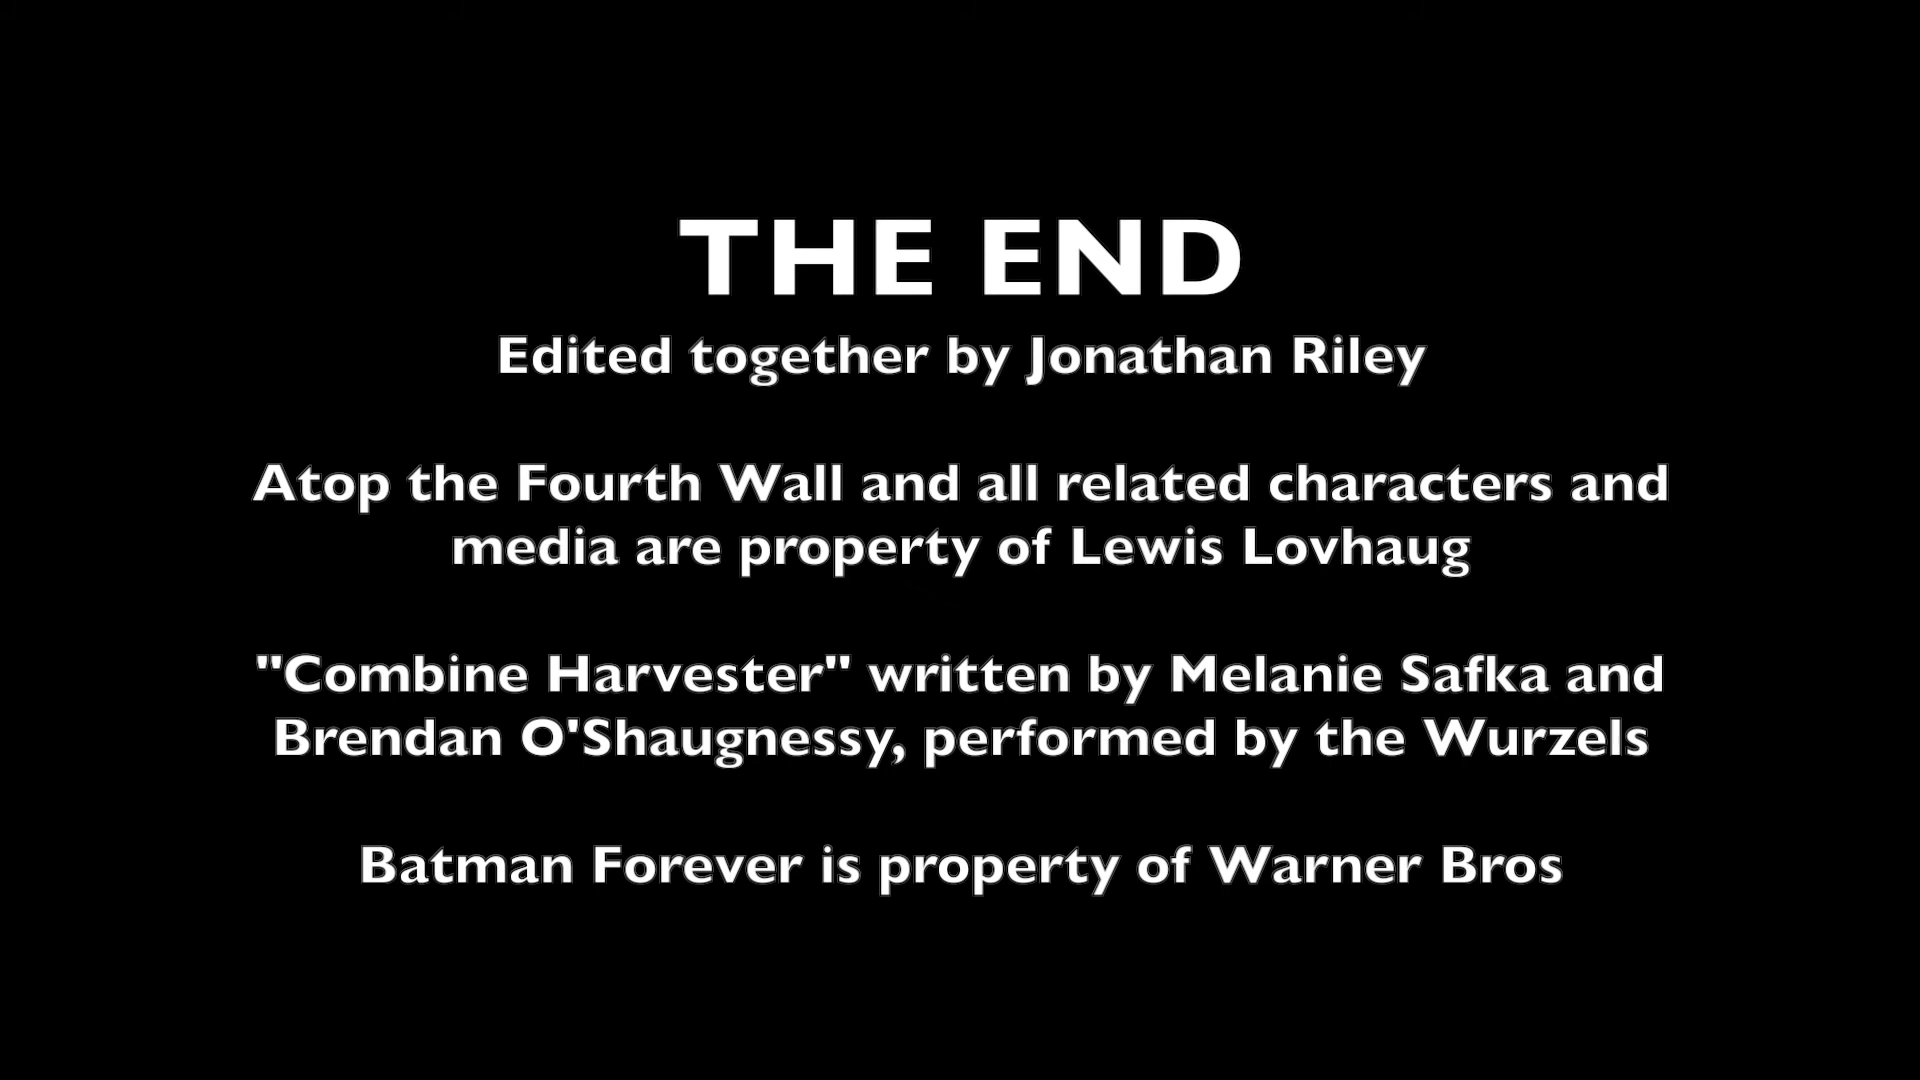 THE END
Edited together by Jonathan Riley
Atop the Fourth Wall and all related characters and
media are property of Lewis Lovhaug
"Combine Harvester" written by Melanie Safka and
Brendan O'Shaugnessy, performed by the Wurzels
Batman Forever is property of Warner Bros